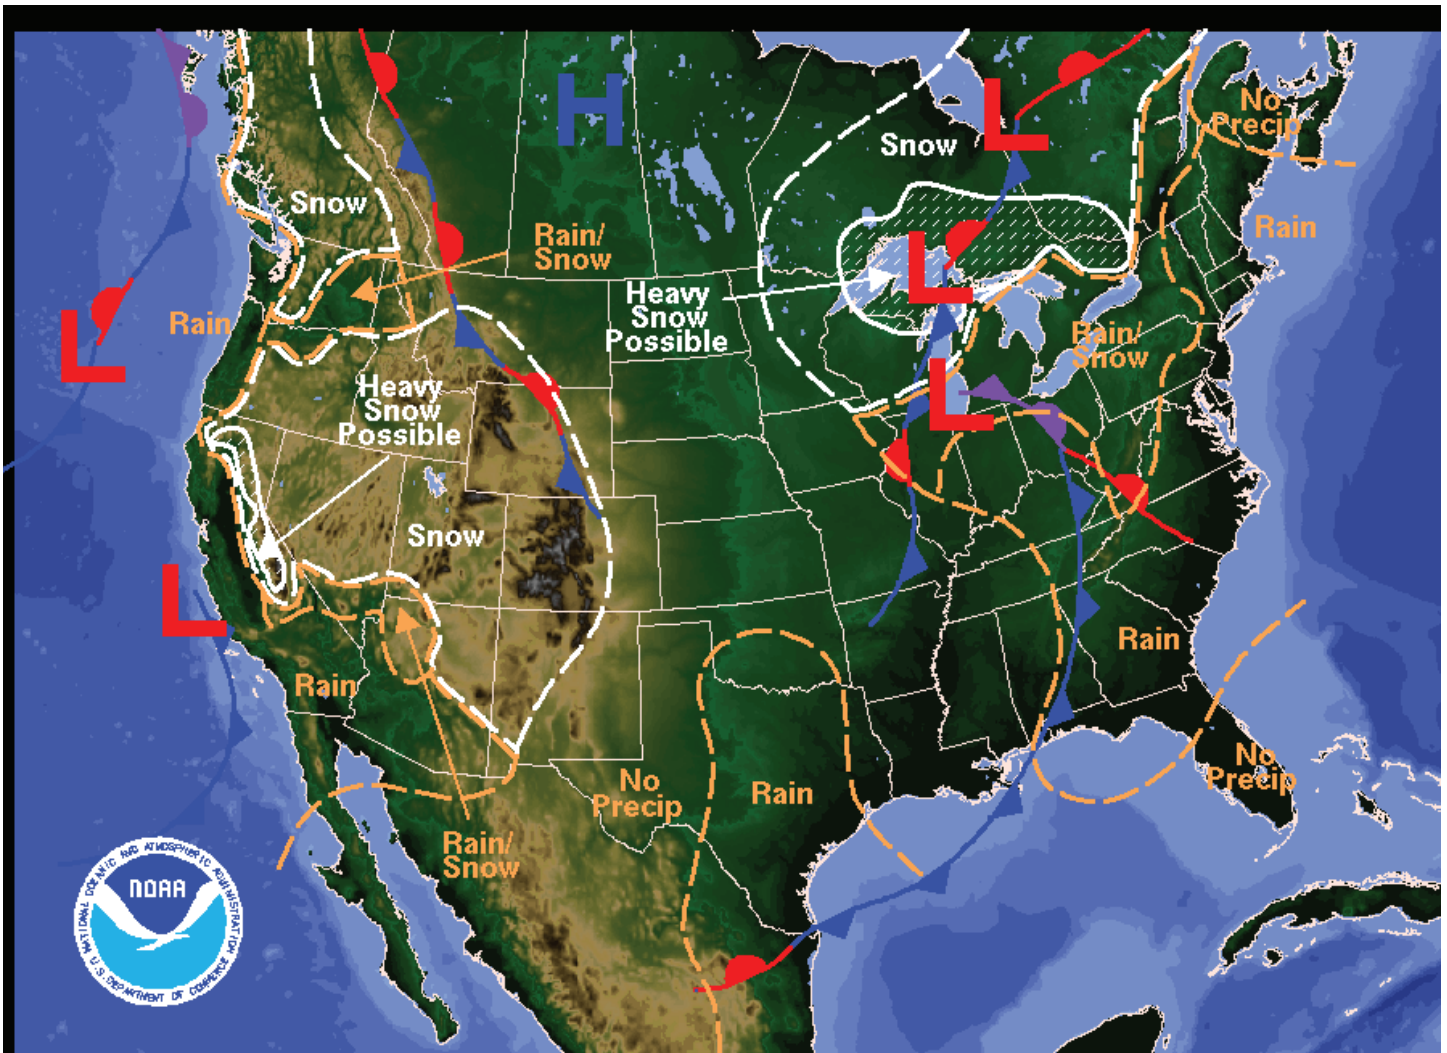 H
L
No
Precip
Snow
Snow
Rain/
Snow
Rain
L
Heavy
Snow
Possible
Rain
L
Rain/
Snow
L
Heavy
Snow
Possible
L
Snow
L
Rain
Rain
No
Precip
Rain
No
Precip
Rain/
Snow
NATIONAL OCEANIC AND ATMOSPHERIC ADMINISTRATION
NOAA
U.S. DEPARTMENT OF COMMERCE